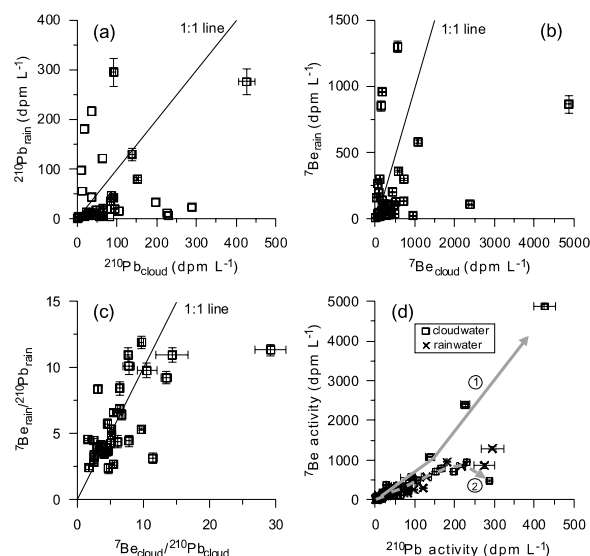 (a)
1:1 line
400
300
200
100
0
²¹⁰Pb_rain (dpm L⁻¹)
0 100 200 300 400 500
²¹⁰Pb_cloud (dpm L⁻¹)
(b)
1:1 line
1500
1250
1000
750
500
250
0
⁷Be_rain (dpm L⁻¹)
0 1000 2000 3000 4000 5000
⁷Be_cloud (dpm L⁻¹)
(c)
1:1 line
15
10
5
0
⁷Be_rain/²¹⁰Pb_rain
0 10 20 30
⁷Be_cloud/²¹⁰Pb_cloud
(d)
cloudwater
rainwater
①
②
5000
4000
3000
2000
1000
0
⁷Be activity (dpm L⁻¹)
0 100 200 300 400 500
²¹⁰Pb activity (dpm L⁻¹)